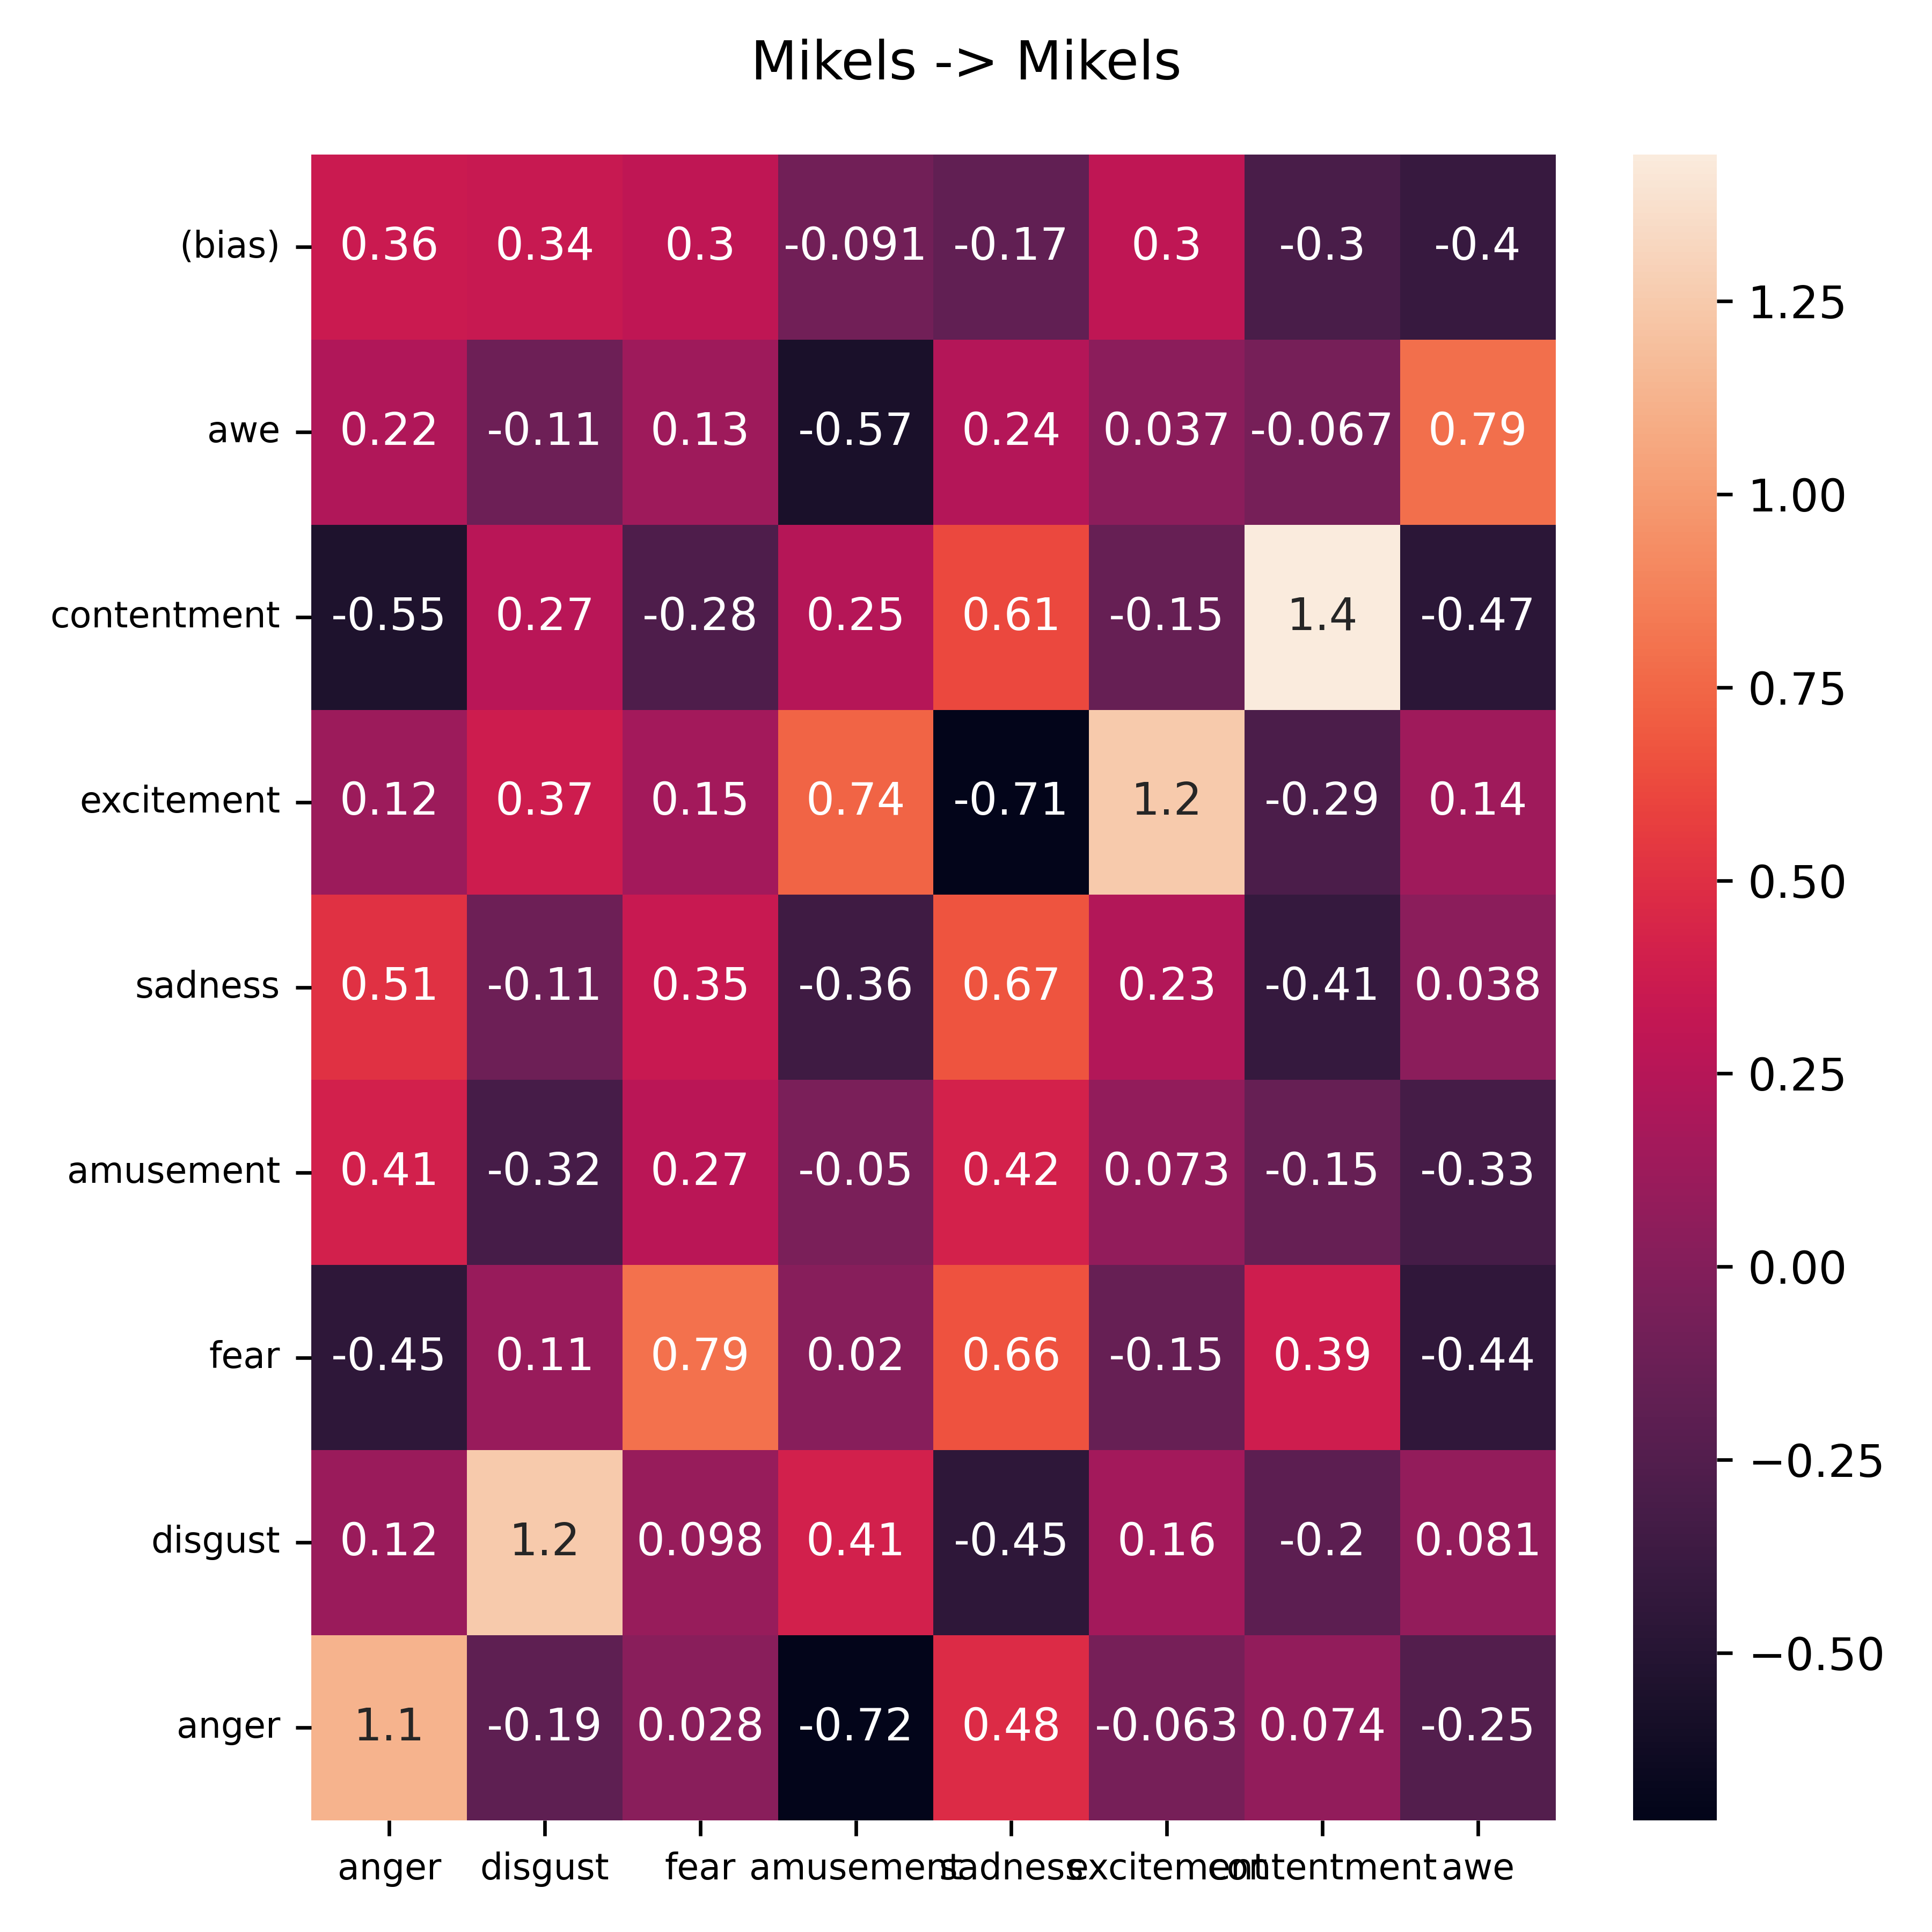 Mikels -> Mikels
(bias) 0.36 0.34 0.3 -0.091 -0.17 0.3 -0.3 -0.4
awe 0.22 -0.11 0.13 -0.57 0.24 0.037 -0.067 0.79
contentment -0.55 0.27 -0.28 0.25 0.61 -0.15 1.4 -0.47
excitement 0.12 0.37 0.15 0.74 -0.71 1.2 -0.29 0.14
sadness 0.51 -0.11 0.35 -0.36 0.67 0.23 -0.41 0.038
amusement 0.41 -0.32 0.27 -0.05 0.42 0.073 -0.15 -0.33
fear -0.45 0.11 0.79 0.02 0.66 -0.15 0.39 -0.44
disgust 0.12 1.2 0.098 0.41 -0.45 0.16 -0.2 0.081
anger 1.1 -0.19 0.028 -0.72 0.48 -0.063 0.074 -0.25
anger disgust fear amusement sadness excitement contentment awe
1.25
1.00
0.75
0.50
0.25
0.00
−0.25
−0.50